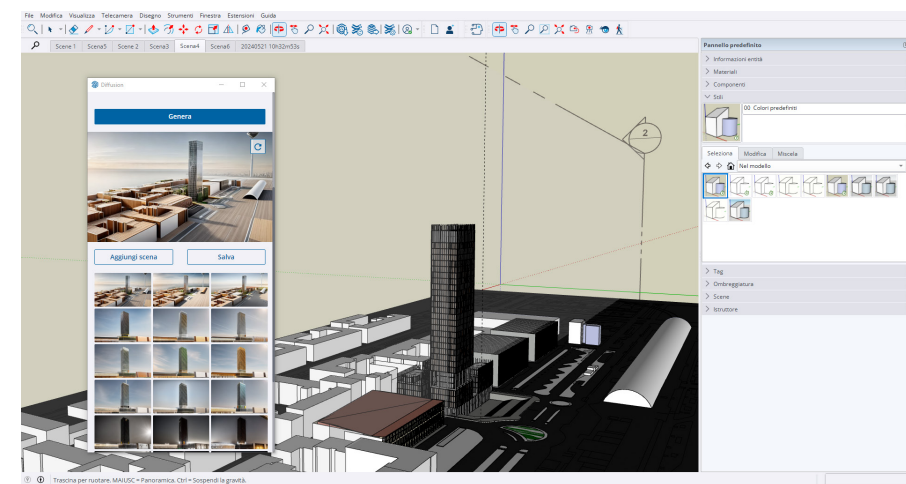 File Modifica Visualizza Telecamera Disegno Strumenti Finestra Estensioni Guida
Scene 1 Scena5 Scene 2 Scena3 Scena4 Scena6 20240521 10h32m53s
Pannello predefinito
Informazioni entità
Materiali
Componenti
Stili
00 Colori predefiniti
Seleziona Modifica Miscela
Nel modello
Tag
Ombreggiatura
Scene
Istruttore
Diffusion
Genera
Aggiungi scena Salva
2
Trascina per ruotare. MAIUSC = Panoramica, Ctrl = Sospendi la gravità.